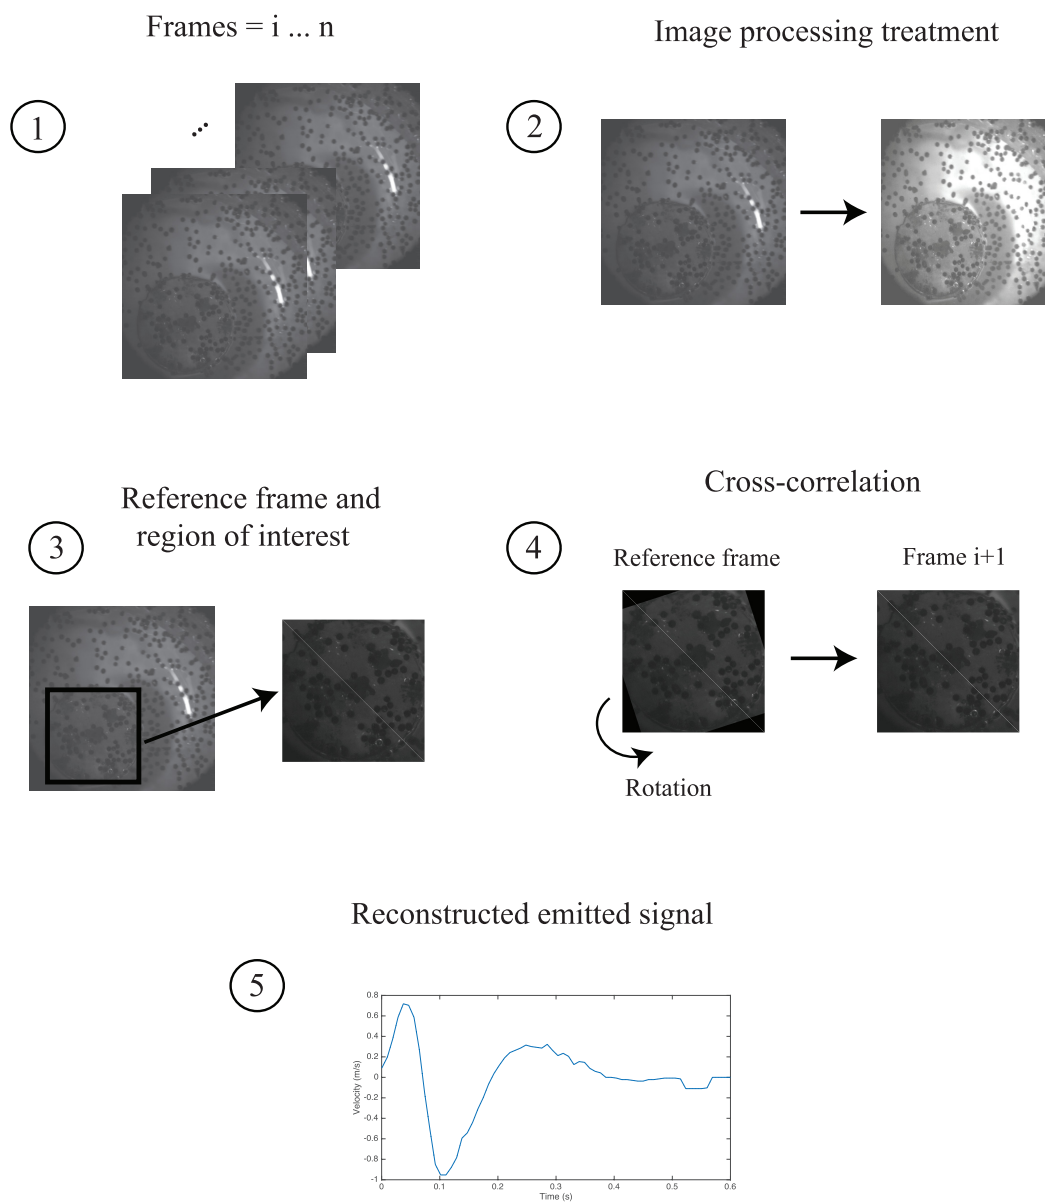 Frames = i ... n
1
Image processing treatment
2
Reference frame and
region of interest
3
Cross-correlation
4
Reference frame
Frame i+1
Rotation
Reconstructed emitted signal
5
0.8
0.6
0.4
0.2
0
-0.2
-0.4
-0.6
-0.8
-1
Velocity (m/s)
0
0.1
0.2
0.3
0.4
0.5
0.6
Time (s)